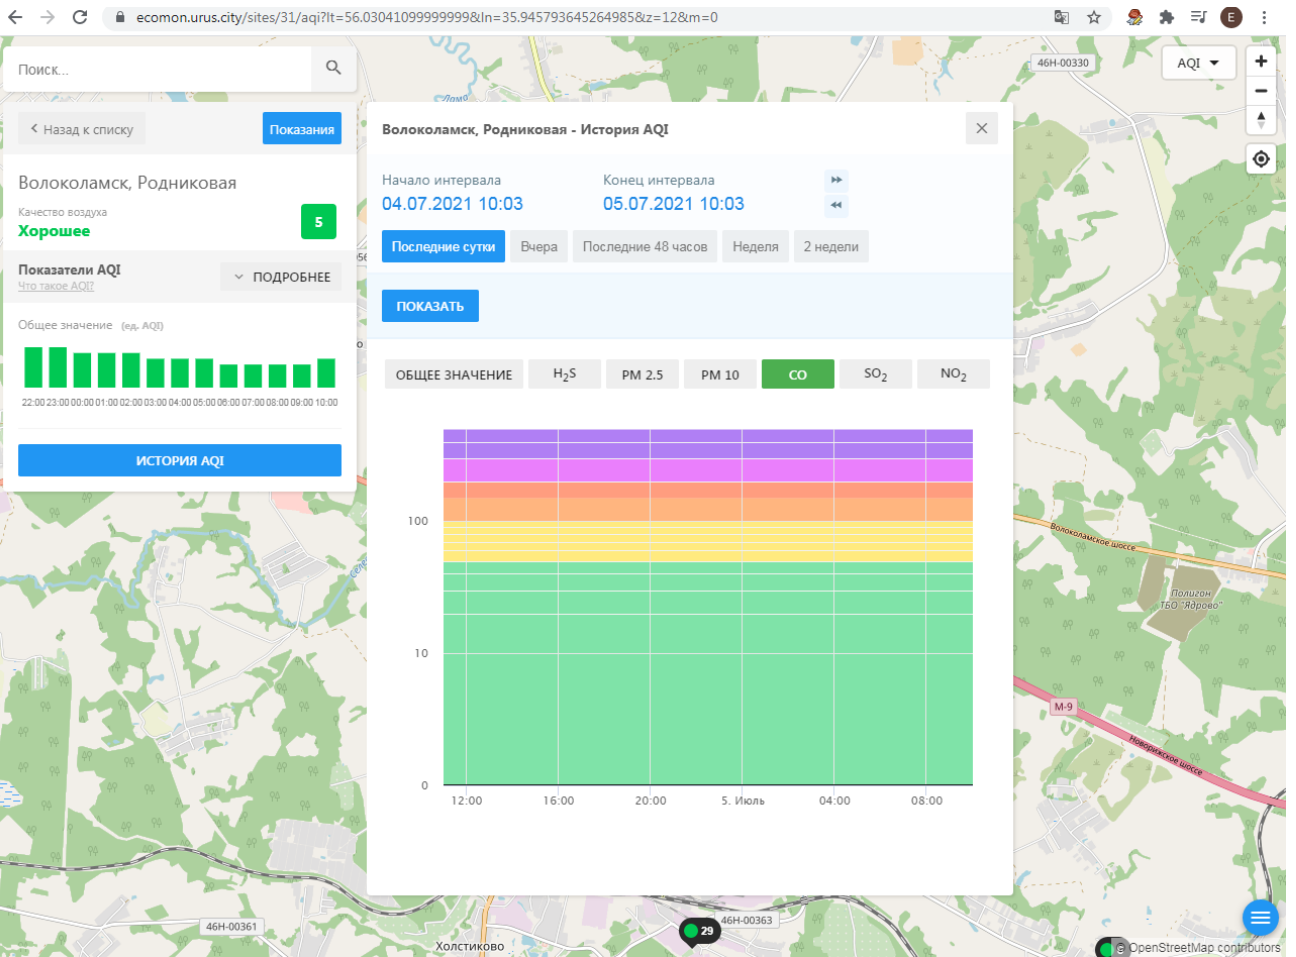 ecomon.urus.city/sites/31/aqi?lt=56.03041099999999&ln=35.945793645264985&z=12&m=0
E
Поиск...
Назад к списку
Показания
Волоколамск, Родниковая
Качество воздуха
Хорошее
5
Показатели AQI
Что такое AQI?
ПОДРОБНЕЕ
Общее значение (ед. AQI)
22:00 23:00 00:00 01:00 02:00 03:00 04:00 05:00 06:00 07:00 08:00 09:00 10:00
ИСТОРИЯ AQI
Волоколамск, Родниковая - История AQI
Начало интервала
Конец интервала
04.07.2021 10:03
05.07.2021 10:03
Последние сутки
Вчера
Последние 48 часов
Неделя
2 недели
ПОКАЗАТЬ
ОБЩЕЕ ЗНАЧЕНИЕ
H2S
PM 2.5
PM 10
CO
SO2
NO2
100
10
0
12:00 16:00 20:00 5. Июль 04:00 08:00
Лама
46Н-00330
AQI
Волоколамское шоссе
Полигон
ТБО "Ядрово"
М-9
Новорижское шоссе
46Н-00361
46Н-00363
29
Холстиково
© OpenStreetMap contributors